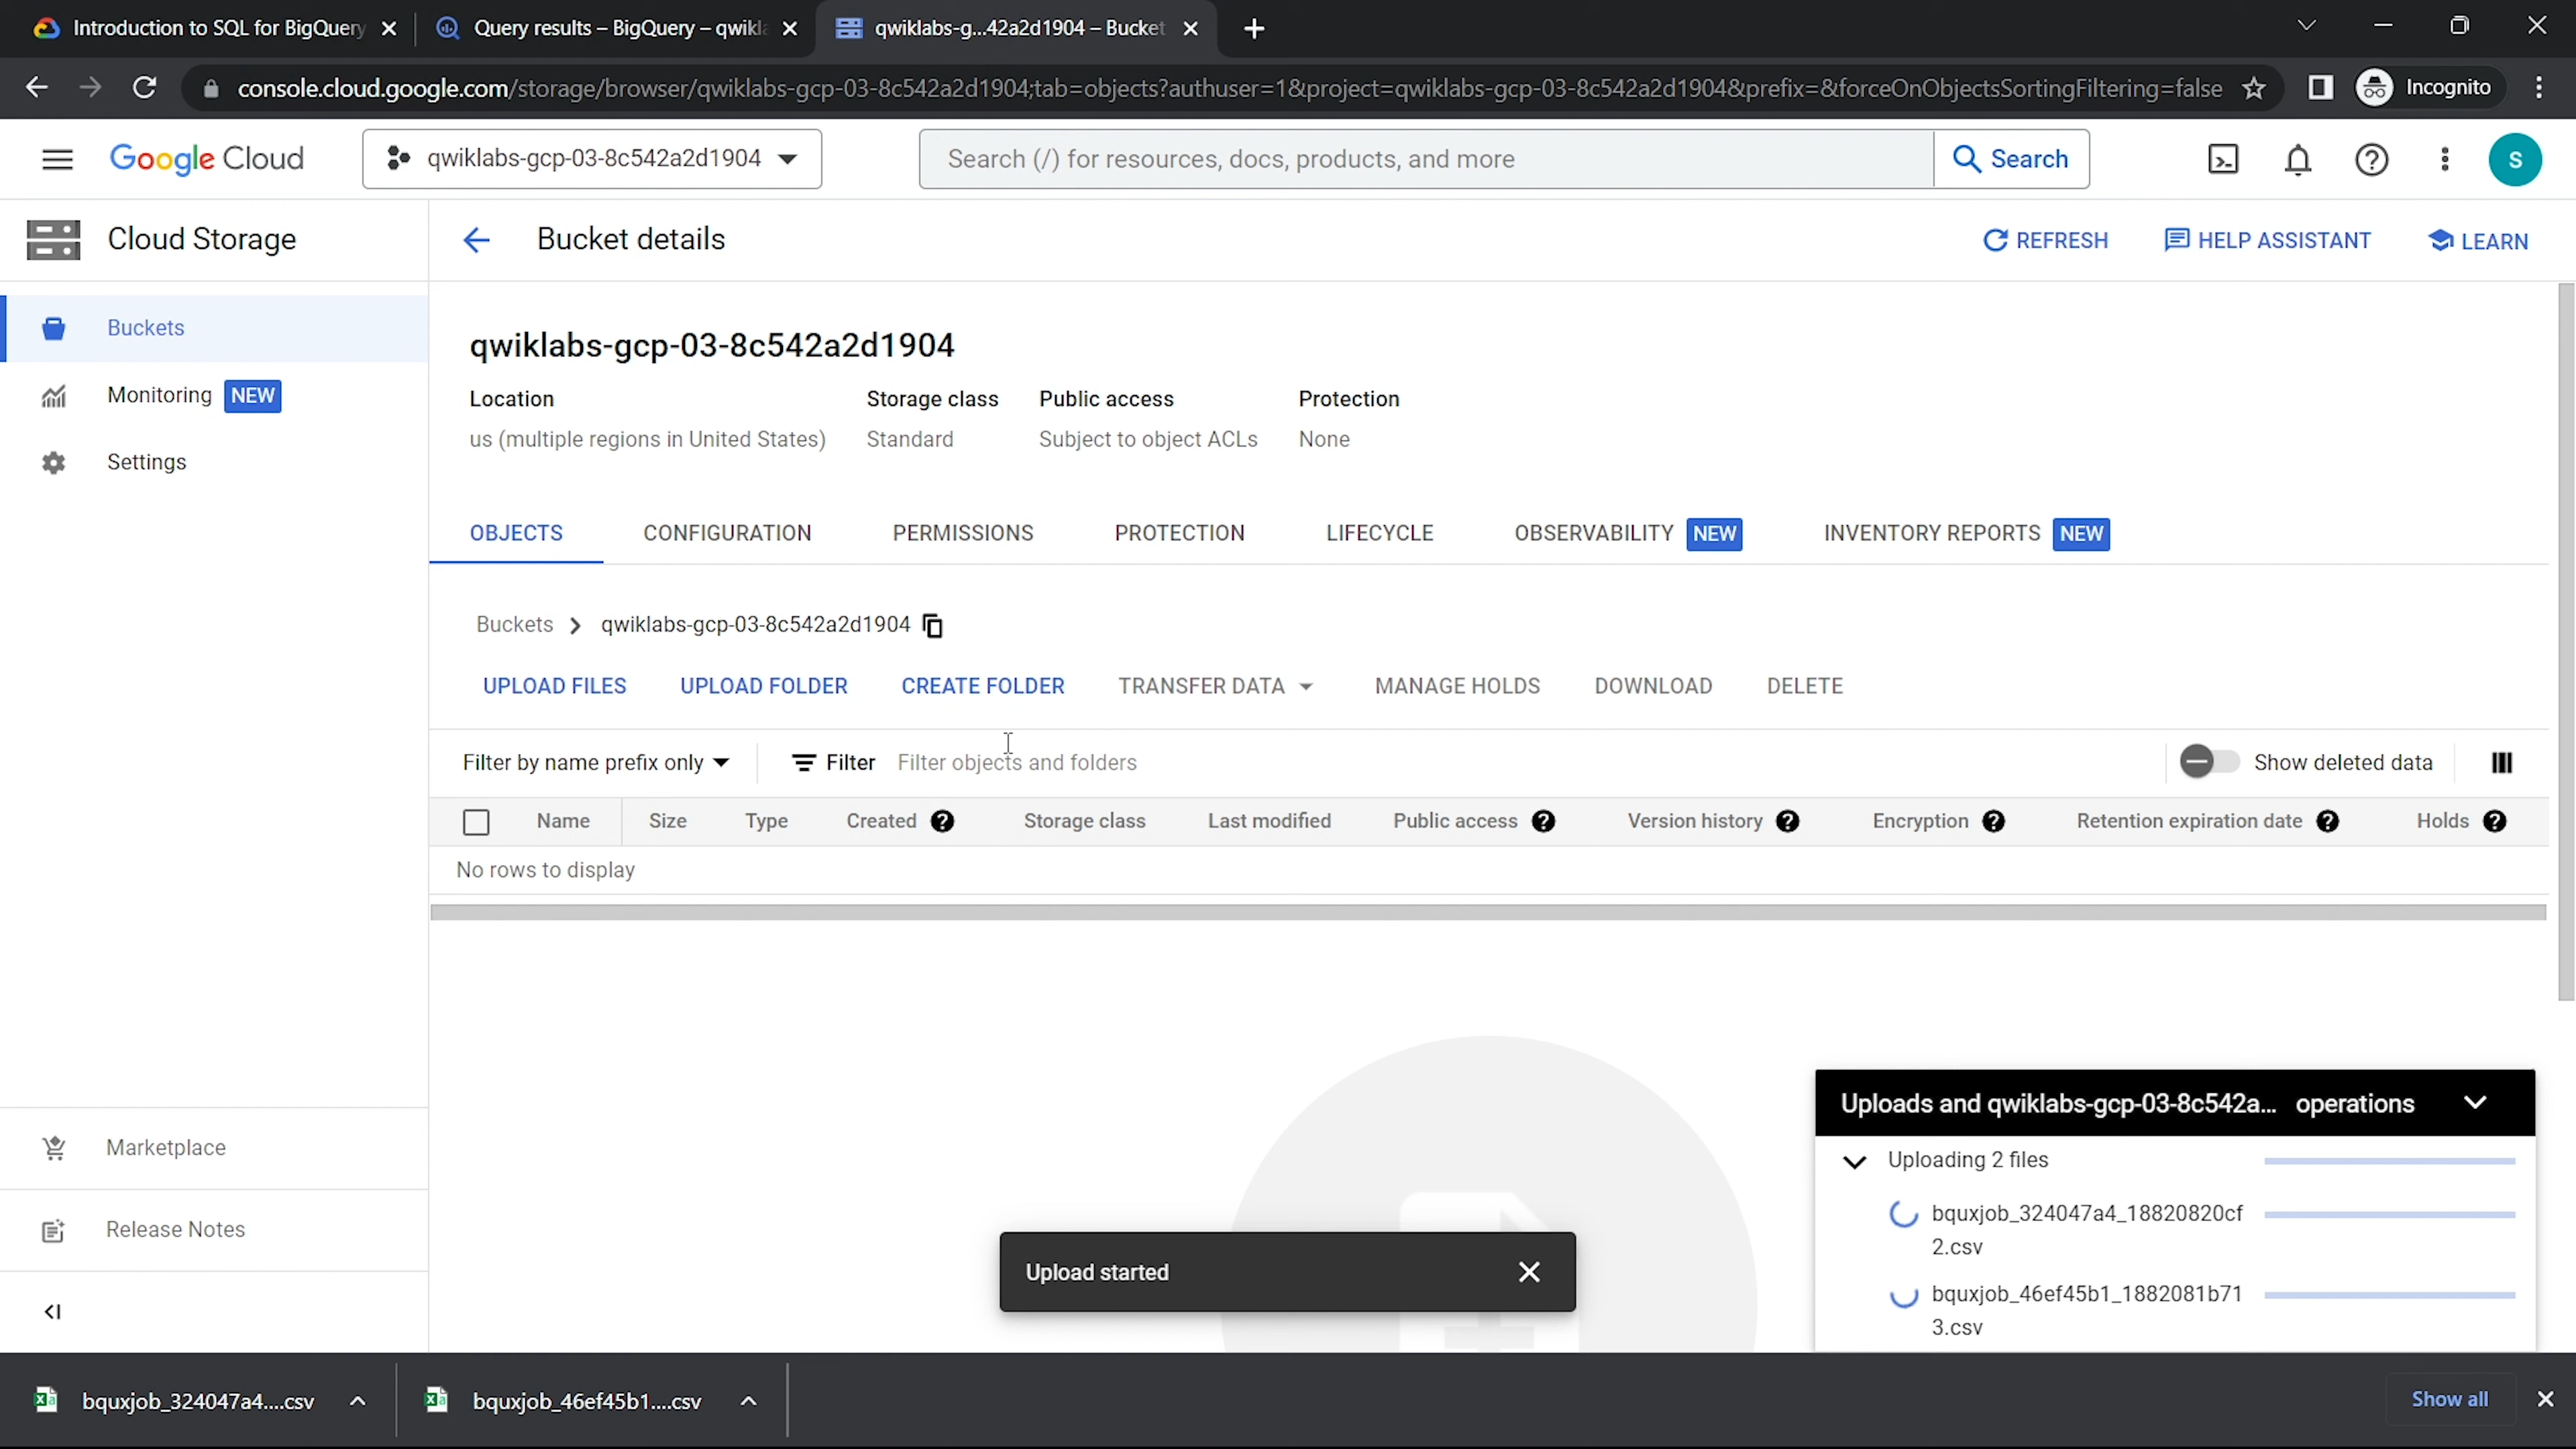 Introduction to SQL for BigQuery
Query results – BigQuery – qwikl
qwiklabs-g...42a2d1904 – Bucket
console.cloud.google.com/storage/browser/qwiklabs-gcp-03-8c542a2d1904;tab=objects?authuser=1&project=qwiklabs-gcp-03-8c542a2d1904&prefix=&forceOnObjectsSortingFiltering=false
Incognito
Google Cloud
qwiklabs-gcp-03-8c542a2d1904
Search (/) for resources, docs, products, and more
Search
S
Cloud Storage
Bucket details
REFRESH
HELP ASSISTANT
LEARN
Buckets
Monitoring NEW
Settings
qwiklabs-gcp-03-8c542a2d1904
Location Storage class Public access Protection
us (multiple regions in United States) Standard Subject to object ACLs None
OBJECTS CONFIGURATION PERMISSIONS PROTECTION LIFECYCLE OBSERVABILITY NEW INVENTORY REPORTS NEW
Buckets > qwiklabs-gcp-03-8c542a2d1904
UPLOAD FILES UPLOAD FOLDER CREATE FOLDER TRANSFER DATA MANAGE HOLDS DOWNLOAD DELETE
Filter by name prefix only Filter Filter objects and folders Show deleted data
Name Size Type Created Storage class Last modified Public access Version history Encryption Retention expiration date Holds
No rows to display
Marketplace
Release Notes
Uploads and qwiklabs-gcp-03-8c542a... operations
Uploading 2 files
bquxjob_324047a4_18820820cf
2.csv
bquxjob_46ef45b1_1882081b71
3.csv
Upload started
bquxjob_324047a4....csv
bquxjob_46ef45b1....csv
Show all